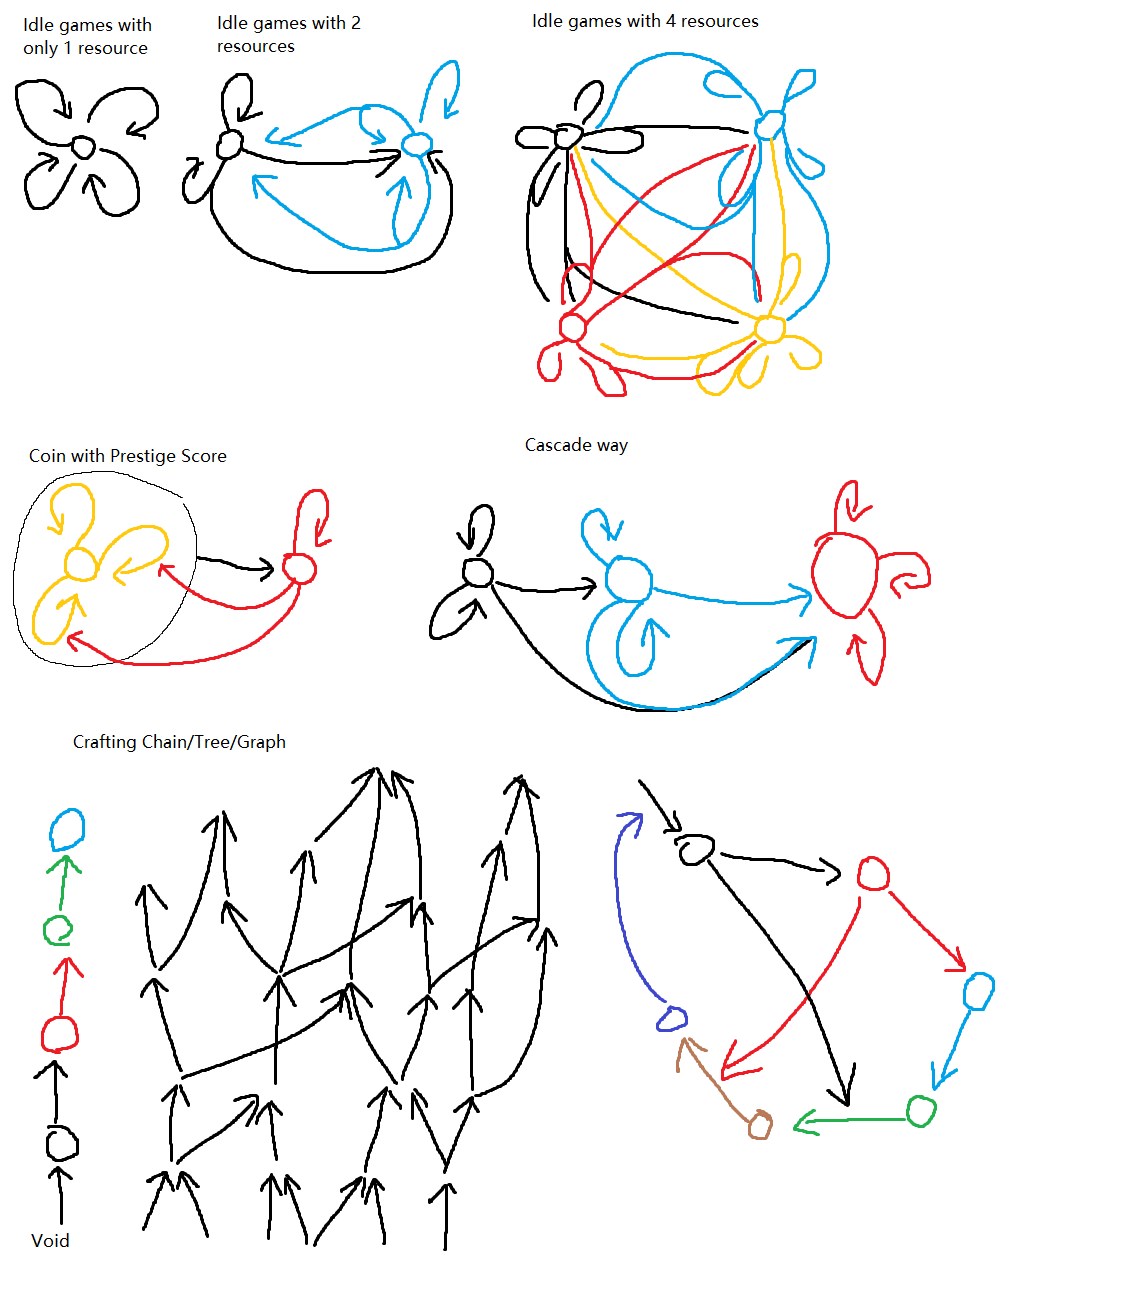 Idle games with
only 1 resource
Idle games with 2
resources
Idle games with 4 resources
Coin with Prestige Score
Cascade way
Crafting Chain/Tree/Graph
Void